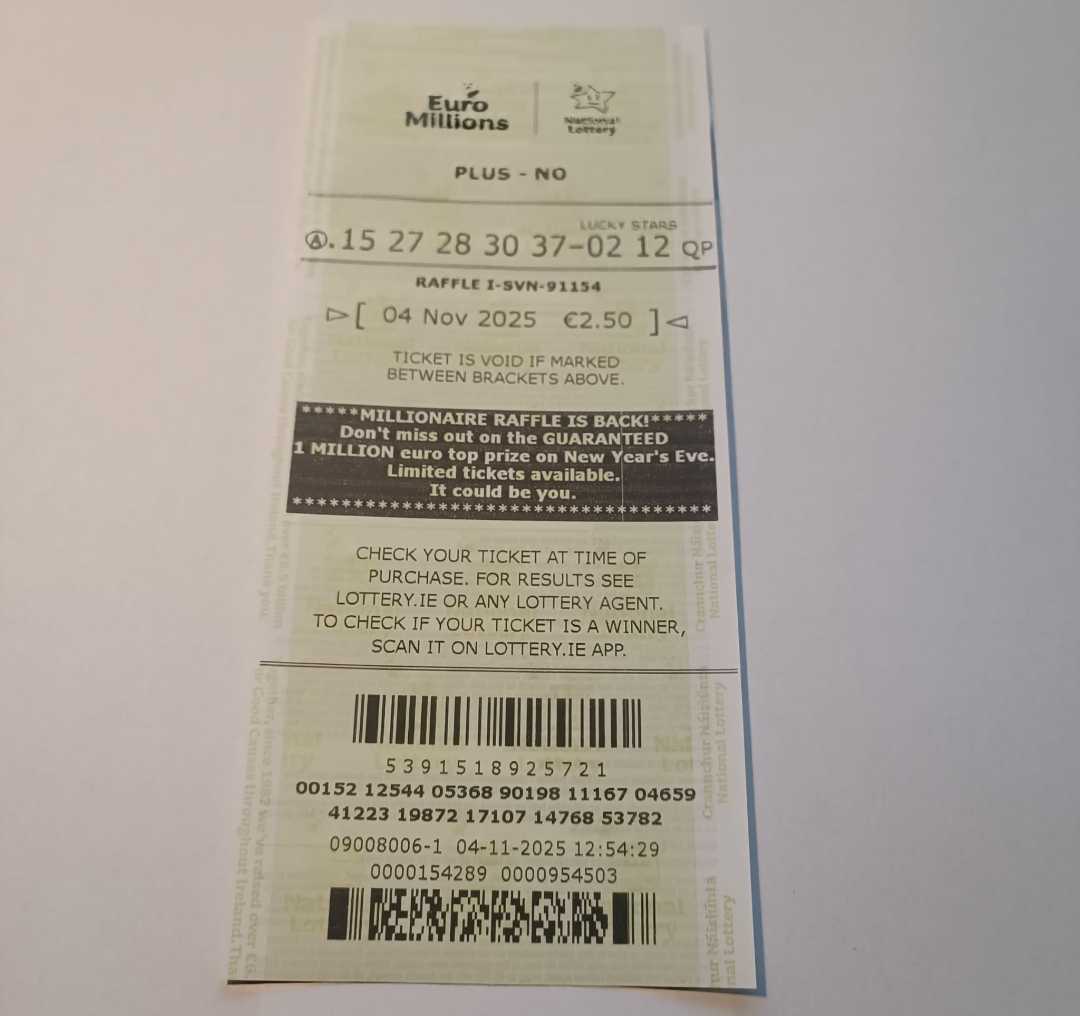 Euro
Millions
National
Lottery
PLUS - NO
LUCKY STARS
Ⓐ.15 27 28 30 37-02 12 QP
RAFFLE I-SVN-91154
▷[ 04 Nov 2025 €2.50 ]◁
TICKET IS VOID IF MARKED
BETWEEN BRACKETS ABOVE.
*****MILLIONAIRE RAFFLE IS BACK!*****
Don't miss out on the GUARANTEED
1 MILLION euro top prize on New Year's Eve.
Limited tickets available.
It could be you.
***********************************
CHECK YOUR TICKET AT TIME OF
PURCHASE. FOR RESULTS SEE
LOTTERY.IE OR ANY LOTTERY AGENT.
TO CHECK IF YOUR TICKET IS A WINNER,
SCAN IT ON LOTTERY.IE APP.
5391518925721
00152 12544 05368 90198 11167 04659
41223 19872 17107 14768 53782
09008006-1 04-11-2025 12:54:29
0000154289 0000954503
Crannchur Náisiúnta
National Lottery